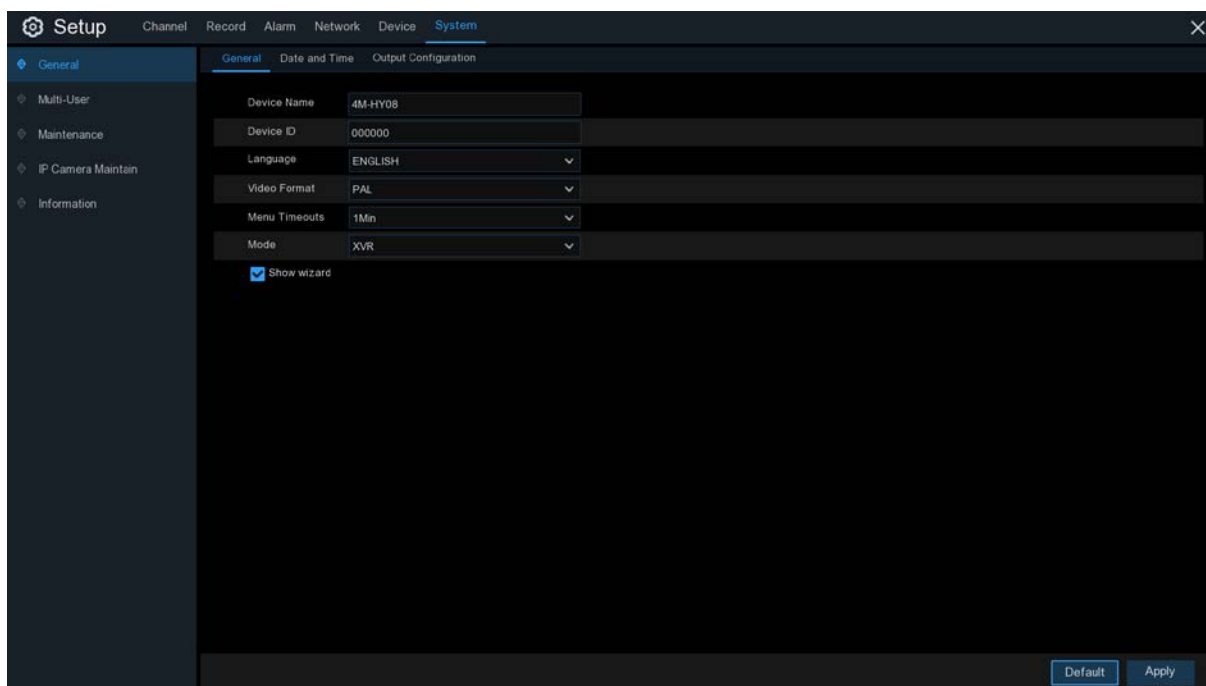 Setup Channel Record Alarm Network Device System
General
Multi-User
Maintenance
IP Camera Maintain
Information
General Date and Time Output Configuration
Device Name 4M-HY08
Device ID 000000
Language ENGLISH
Video Format PAL
Menu Timeouts 1Min
Mode XVR
Show wizard
Default Apply